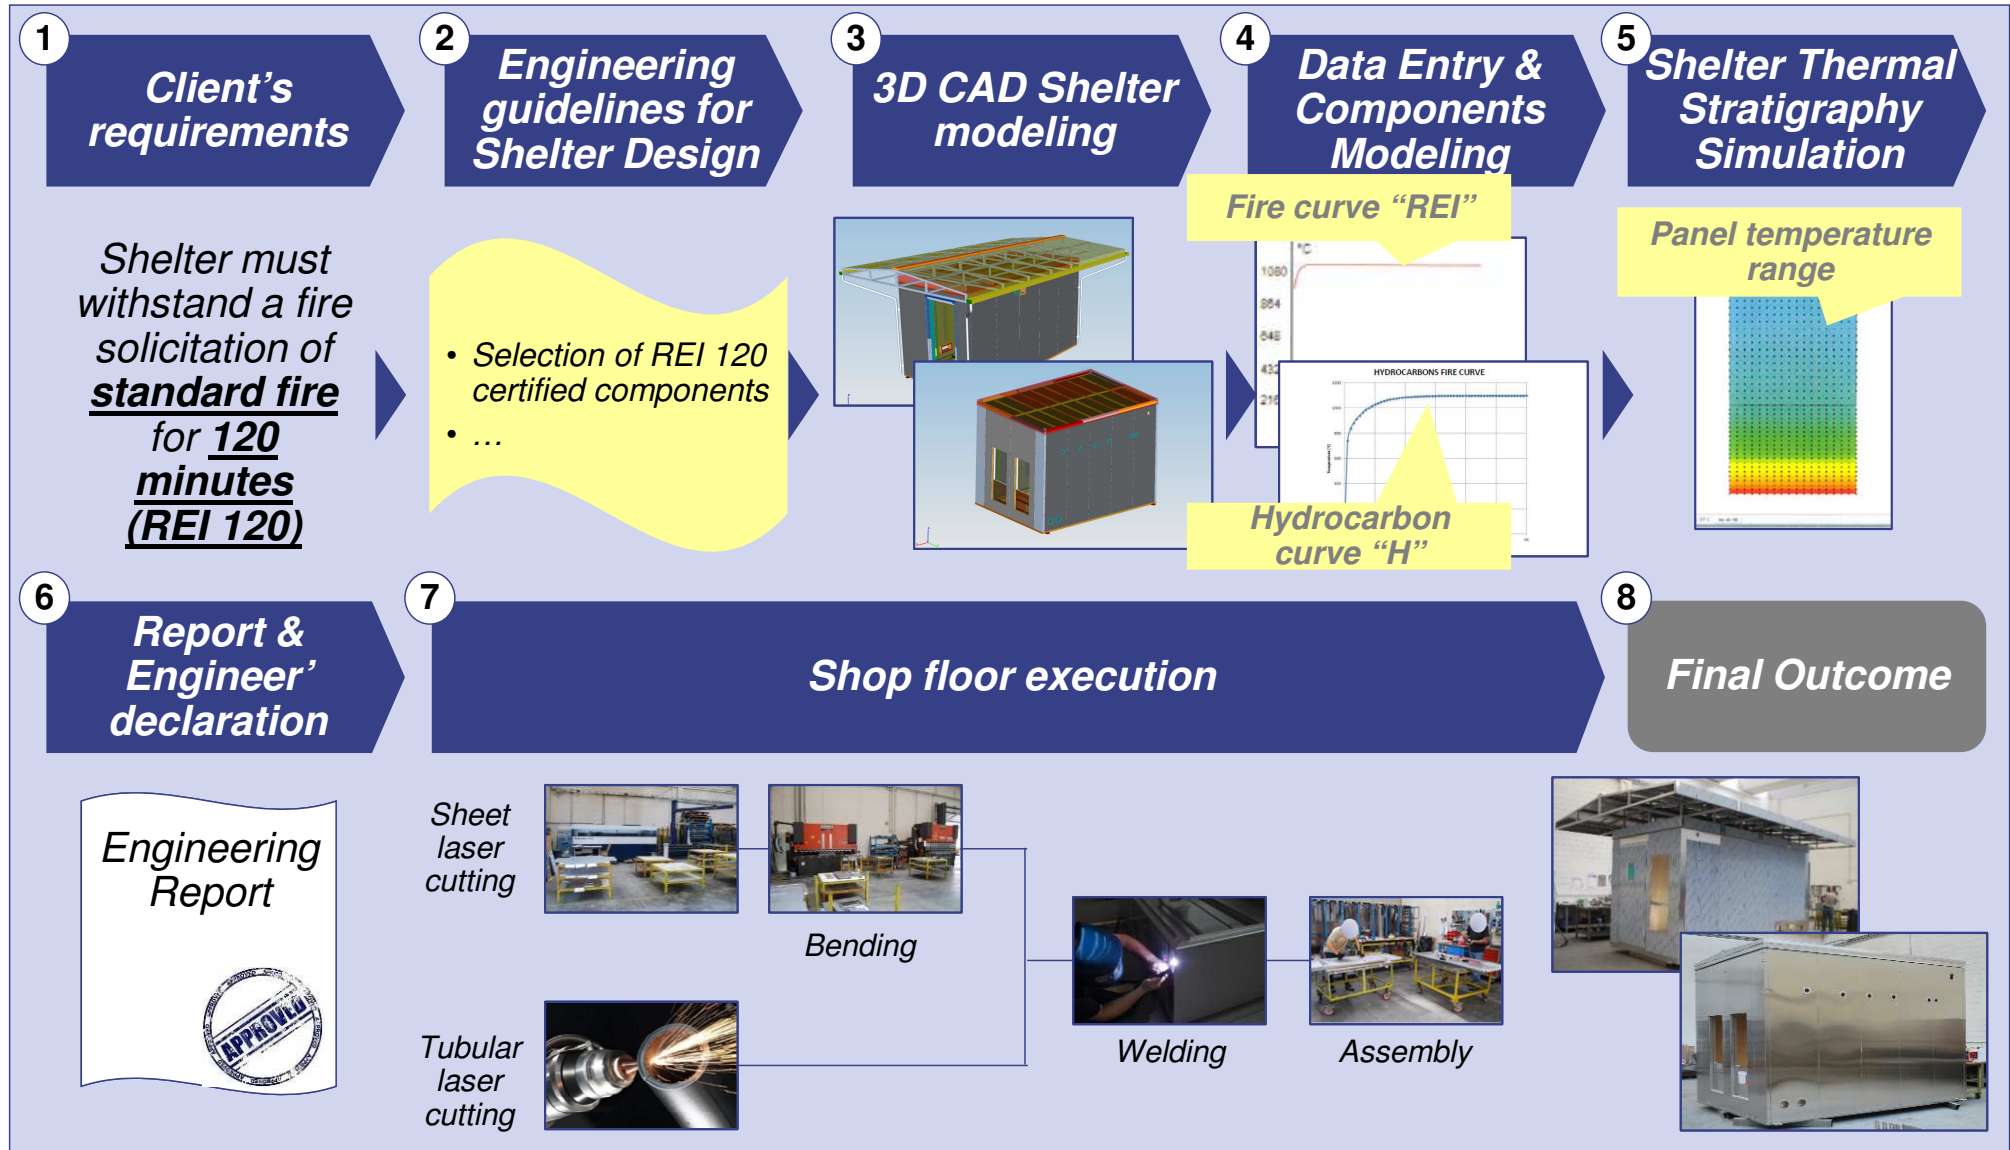 1
Client’s
requirements
2
Engineering
guidelines for
Shelter Design
3
3D CAD Shelter
modeling
4
Data Entry &
Components
Modeling
5
Shelter Thermal
Stratigraphy
Simulation
Shelter must
withstand a fire
solicitation of
standard fire
for 120
minutes
(REI 120)
• Selection of REI 120
certified components
• …
Fire curve “REI”
°C
1080
864
648
432
216
HYDROCARBONS FIRE CURVE
Hydrocarbon
curve “H”
Panel temperature
range
6
Report &
Engineer’
declaration
7
Shop floor execution
8
Final Outcome
Engineering
Report
APPROVED
Sheet
laser
cutting
Bending
Tubular
laser
cutting
Welding
Assembly